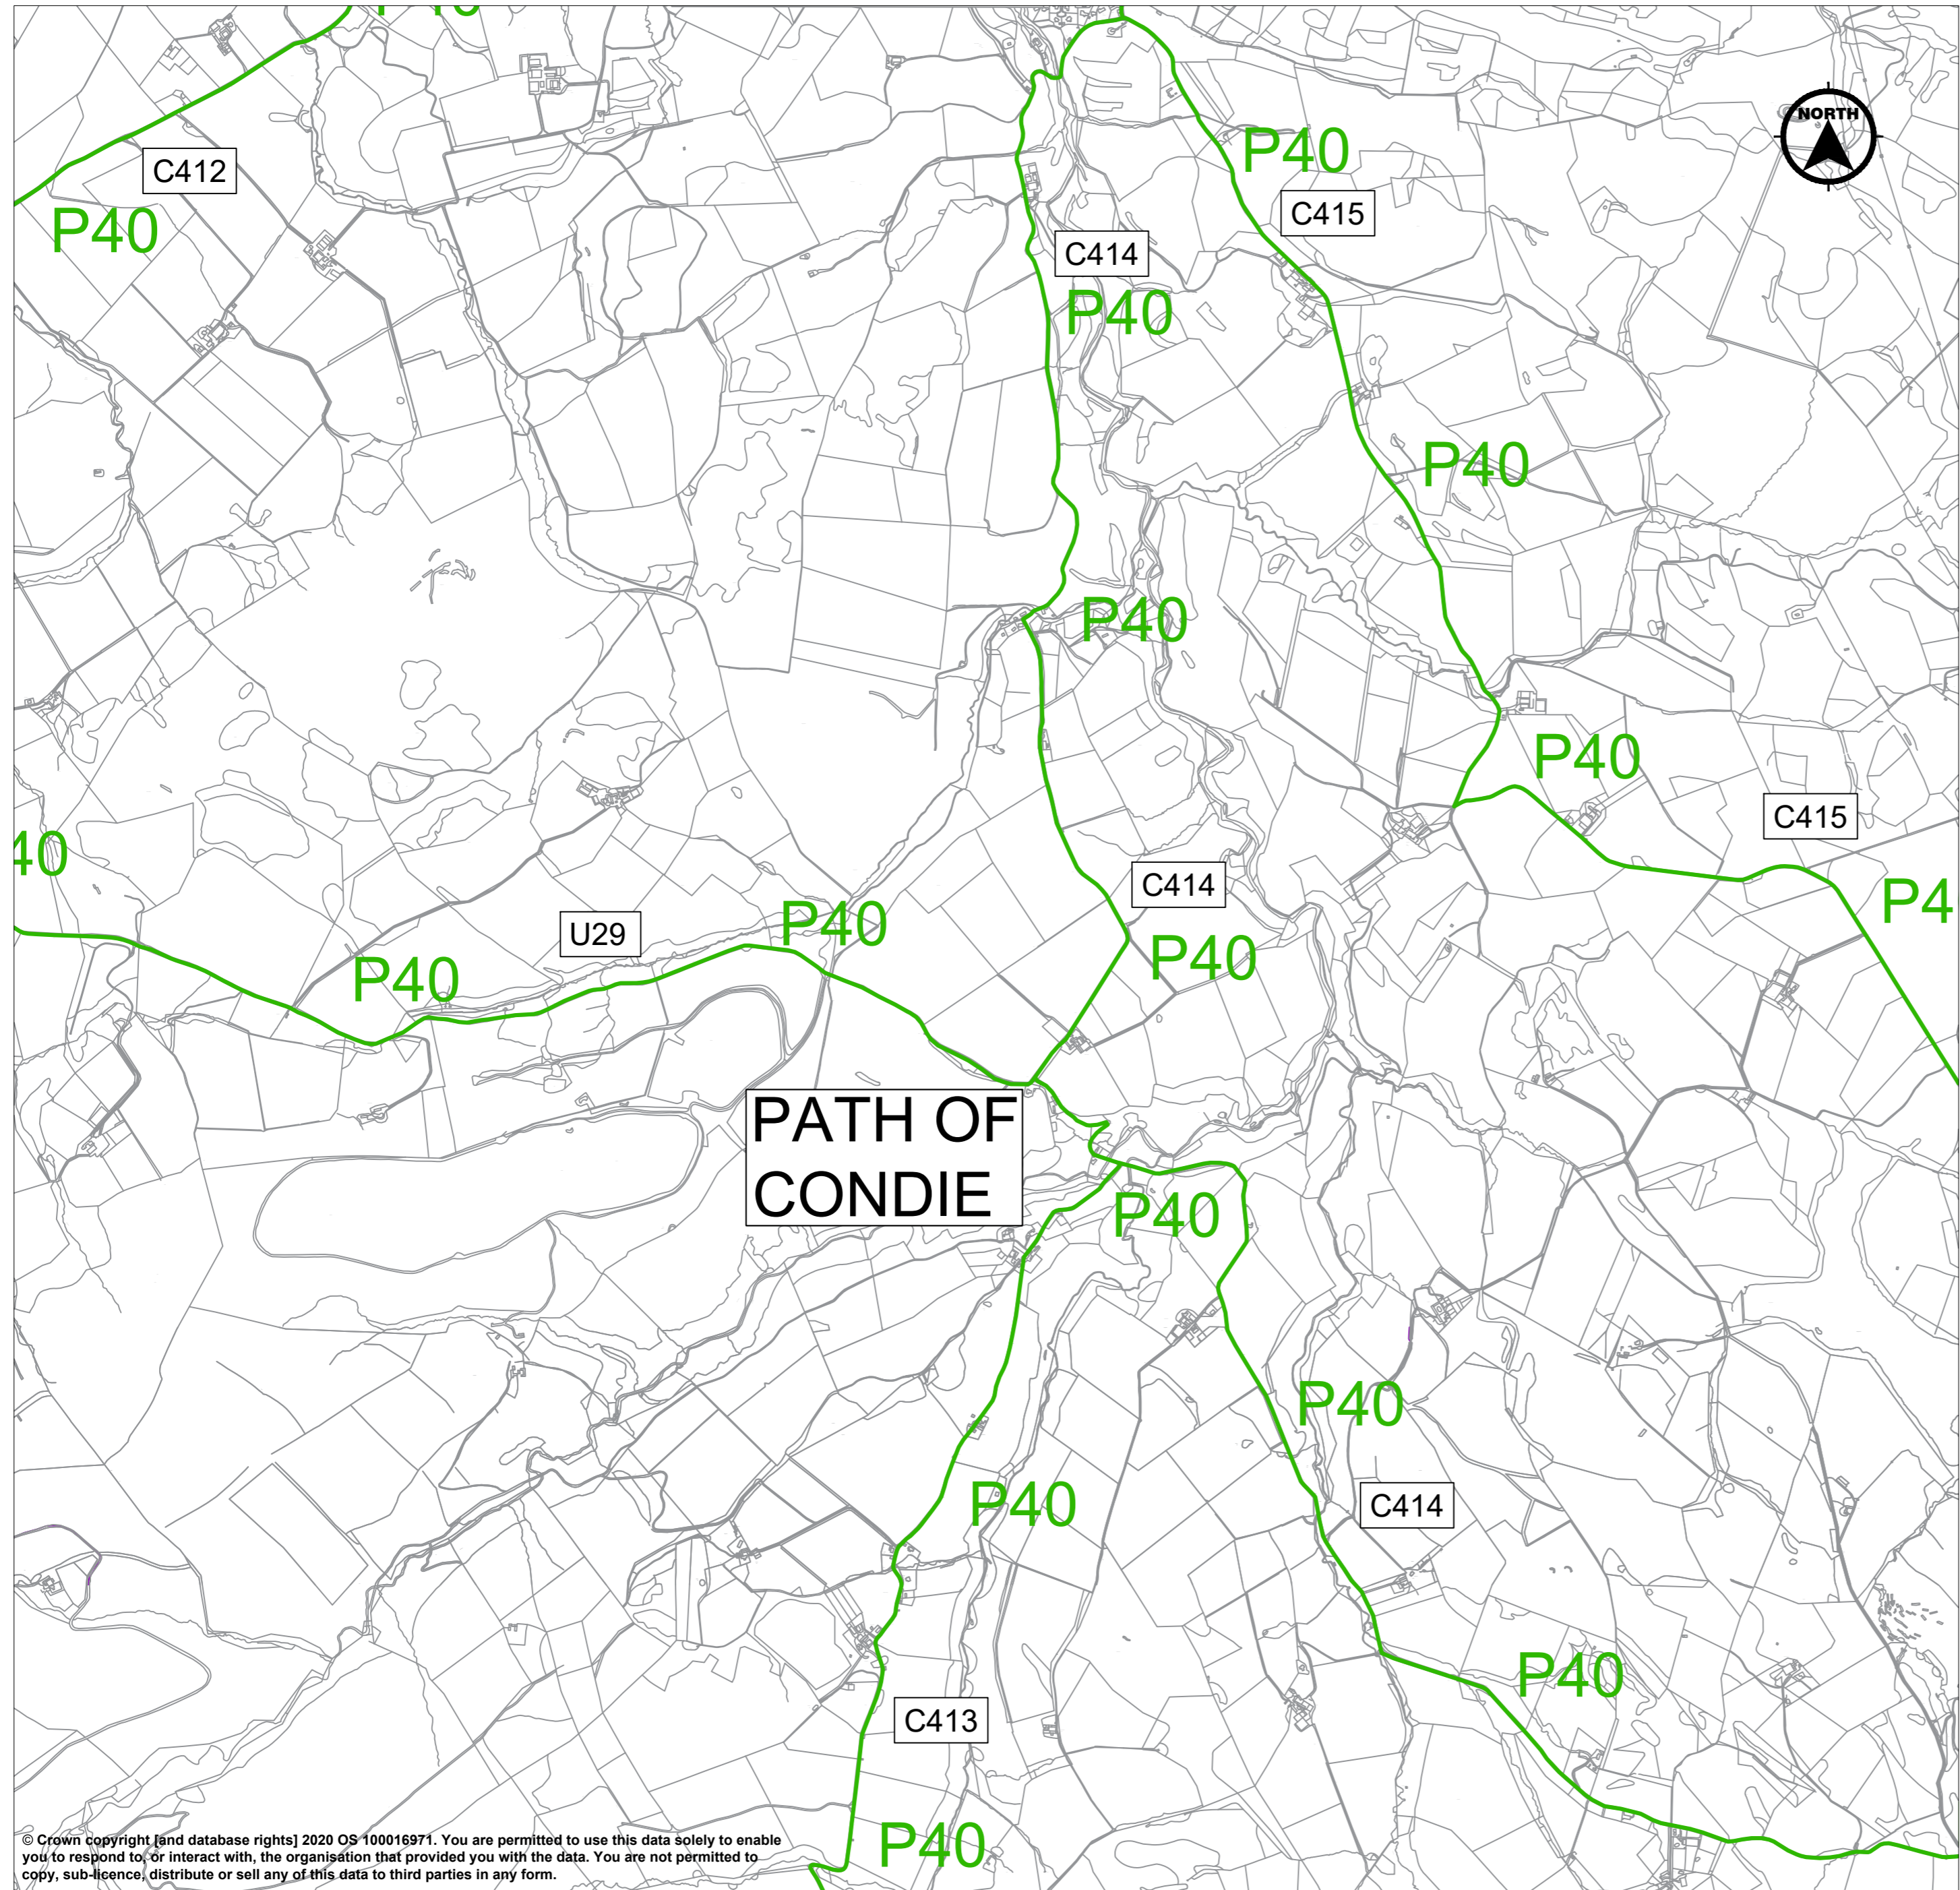 P40
NORTH
P40
C412
C415
P40
C414
P40
P40
P40
P40
C415
40
C414
P4
U29
P40
P40
P40
PATH OF
CONDIE
P40
P40
P40
C414
P40
C413
P40
© Crown copyright [and database rights] 2020 OS 100016971. You are permitted to use this data solely to enable
you to respond to, or interact with, the organisation that provided you with the data. You are not permitted to
copy, sub-licence, distribute or sell any of this data to third parties in any form.